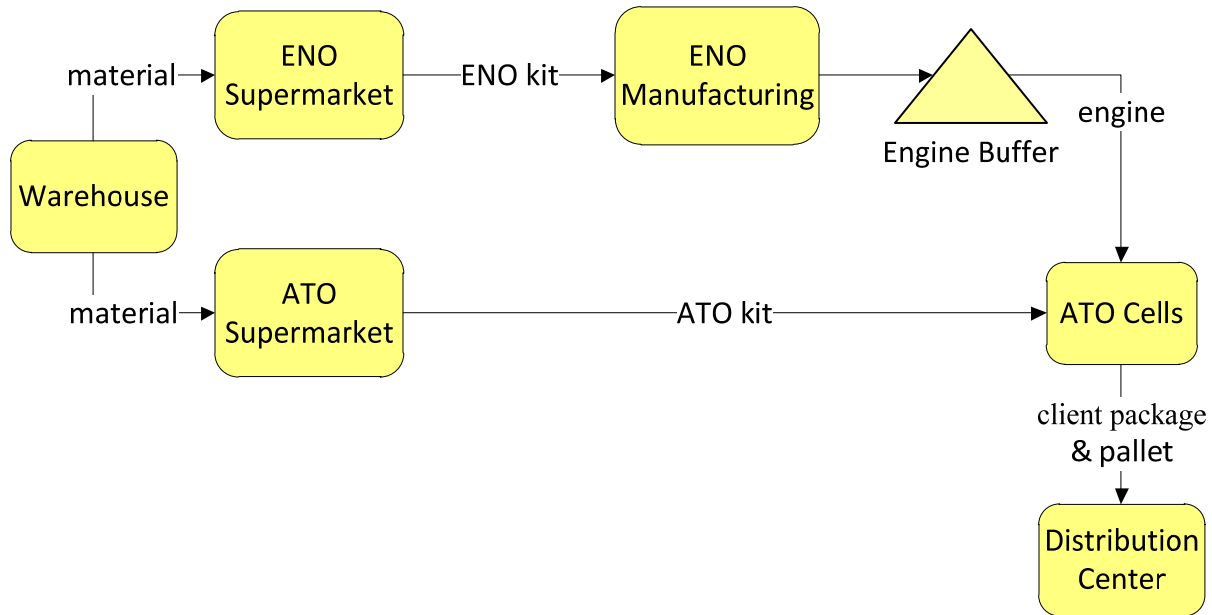 material
ENO
Supermarket
ENO kit
ENO
Manufacturing
Engine Buffer
engine
Warehouse
material
ATO
Supermarket
ATO kit
ATO Cells
client package
& pallet
Distribution
Center